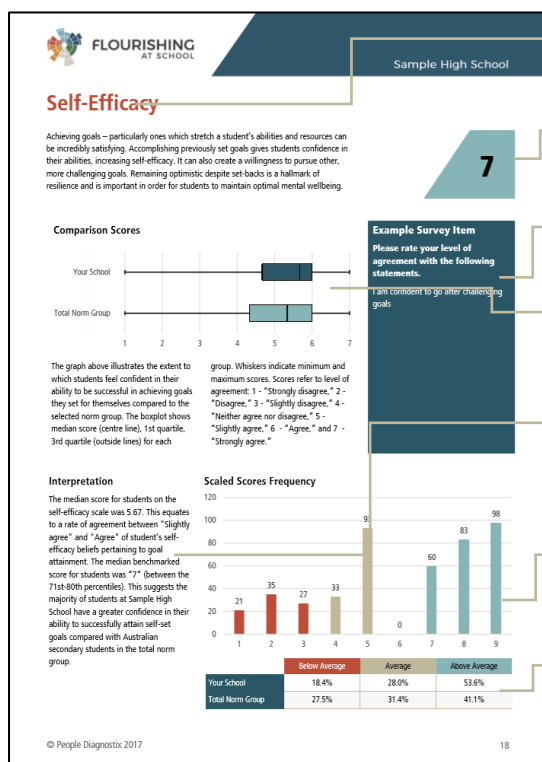 FLOURISHING
AT SCHOOL
Sample High School
Self-Efficacy
Achieving goals – particularly ones which stretch a student's abilities and resources can
be incredibly satisfying. Accomplishing previously set goals gives students confidence in
their abilities, increasing self-efficacy. It can also create a willingness to pursue other,
more challenging goals. Remaining optimistic despite set-backs is a hallmark of
resilience and is important in order for students to maintain optimal mental wellbeing.
7
Comparison Scores
Your School
Total Norm Group
1 2 3 4 5 6 7
Example Survey Item
Please rate your level of
agreement with the following
statements.
I am confident to go after challenging
goals
The graph above illustrates the extent to
which students feel confident in their
ability to be successful in achieving goals
they set for themselves compared to the
selected norm group. The boxplot shows
median score (centre line), 1st quartile,
3rd quartile (outside lines) for each
group. Whiskers indicate minimum and
maximum scores. Scores refer to level of
agreement: 1 - "Strongly disagree," 2 -
"Disagree," 3 - "Slightly disagree," 4 -
"Neither agree nor disagree," 5 -
"Slightly agree," 6 - "Agree," and 7 -
"Strongly agree."
Interpretation
The median score for students on the
self-efficacy scale was 5.67. This equates
to a rate of agreement between "Slightly
agree" and "Agree" of student's self-
efficacy beliefs pertaining to goal
attainment. The median benchmarked
score for students was "7" (between the
71st-80th percentiles). This suggests the
majority of students at Sample High
School have a greater confidence in their
ability to successfully attain self-set
goals compared with Australian
secondary students in the total norm
group.
Scaled Scores Frequency
120
100
80
60
40
20
0
21 35 27 33 0 60 83 98
1 2 3 4 5 6 7 8 9
Below Average Average Above Average
Your School 18.4% 28.0% 53.6%
Total Norm Group 27.5% 31.4% 41.1%
© People Diagnostix 2017
18